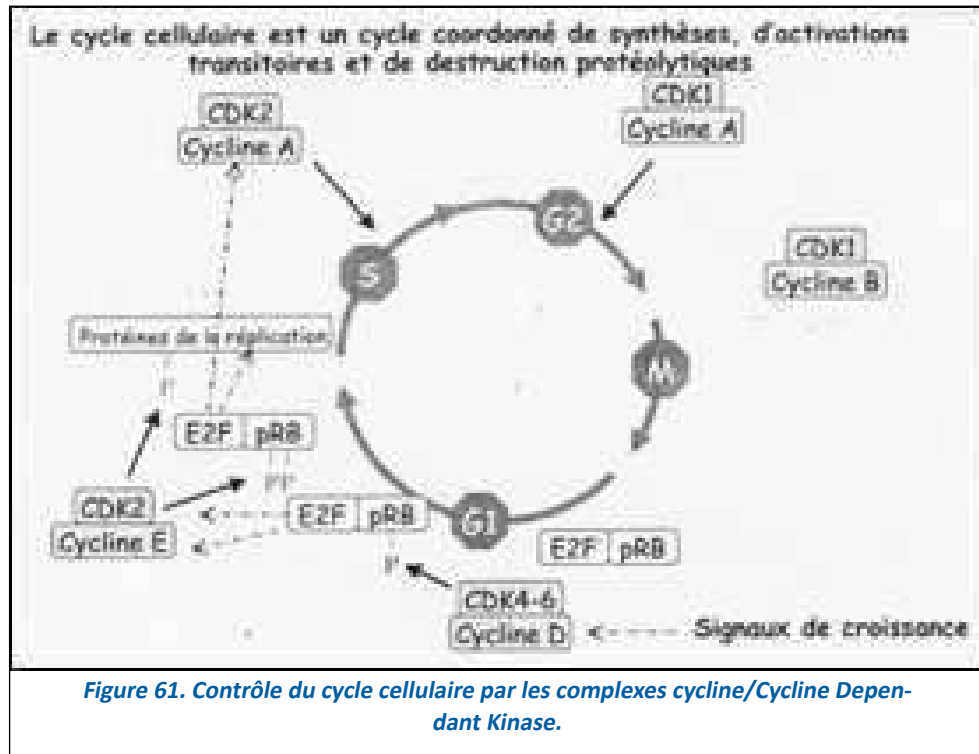 Le cycle cellulaire est un cycle coordonné de synthèses, d'activations
transitoires et de destruction protéolytiques
CDK2
Cycline A
CDK1
Cycline A
G2
S
CDK1
Cycline B
Protéines de la réplication
M
P
E2F pRB
PP
CDK2
Cycline E
E2F pRB
G1
E2F pRB
P
CDK4-6
Cycline D
Signaux de croissance
Figure 61. Contrôle du cycle cellulaire par les complexes cycline/Cycline Depen-
dant Kinase.